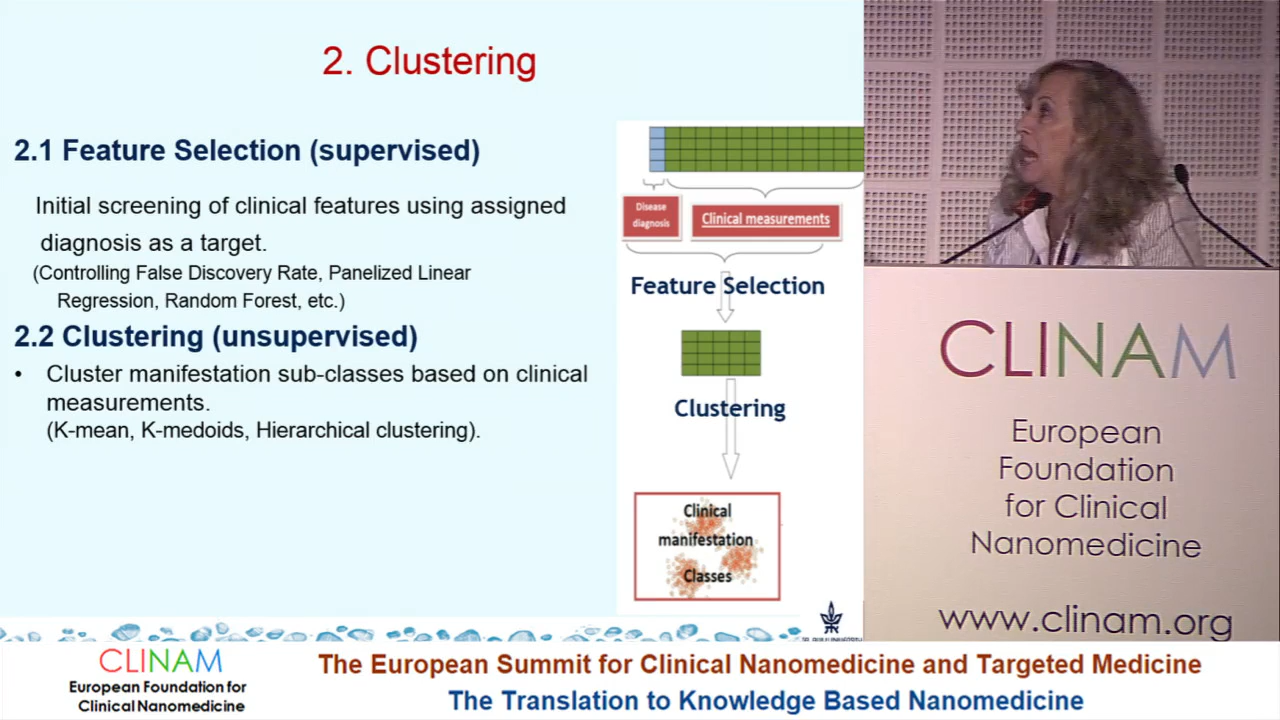 2. Clustering
2.1 Feature Selection (supervised)
Initial screening of clinical features using assigned
diagnosis as a target.
(Controlling False Discovery Rate, Panelized Linear
Regression, Random Forest, etc.)
2.2 Clustering (unsupervised)
• Cluster manifestation sub-classes based on clinical
measurements.
(K-mean, K-medoids, Hierarchical clustering).
Disease
diagnosis
Clinical measurements
Feature Selection
Clustering
Clinical
manifestation
Classes
CLINAM
European
Foundation
for Clinical
Nanomedicine
www.clinam.org
CLINAM
European Foundation for
Clinical Nanomedicine
The European Summit for Clinical Nanomedicine and Targeted Medicine
The Translation to Knowledge Based Nanomedicine